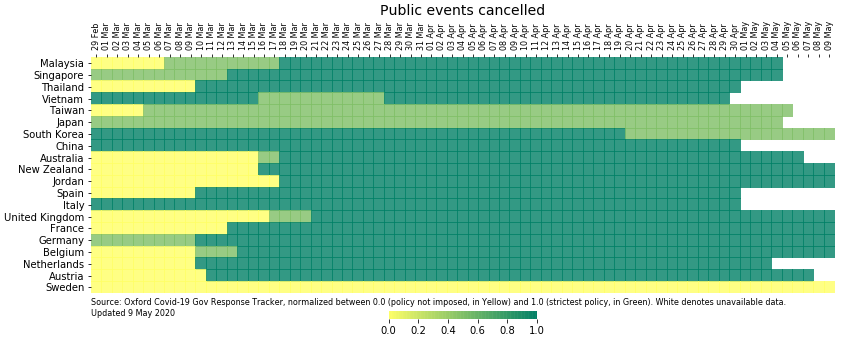 Public events cancelled
29 Feb
01 Mar
02 Mar
03 Mar
04 Mar
05 Mar
06 Mar
07 Mar
08 Mar
09 Mar
10 Mar
11 Mar
12 Mar
13 Mar
14 Mar
15 Mar
16 Mar
17 Mar
18 Mar
19 Mar
20 Mar
21 Mar
22 Mar
23 Mar
24 Mar
25 Mar
26 Mar
27 Mar
28 Mar
29 Mar
30 Mar
31 Mar
01 Apr
02 Apr
03 Apr
04 Apr
05 Apr
06 Apr
07 Apr
08 Apr
09 Apr
10 Apr
11 Apr
12 Apr
13 Apr
14 Apr
15 Apr
16 Apr
17 Apr
18 Apr
19 Apr
20 Apr
21 Apr
22 Apr
23 Apr
24 Apr
25 Apr
26 Apr
27 Apr
28 Apr
29 Apr
30 Apr
01 May
02 May
03 May
04 May
05 May
06 May
07 May
08 May
09 May
Malaysia
Singapore
Thailand
Vietnam
Taiwan
Japan
South Korea
China
Australia
New Zealand
Jordan
Spain
Italy
United Kingdom
France
Germany
Belgium
Netherlands
Austria
Sweden
Source: Oxford Covid-19 Gov Response Tracker, normalized between 0.0 (policy not imposed, in Yellow) and 1.0 (strictest policy, in Green). White denotes unavailable data.
Updated 9 May 2020
0.0 0.2 0.4 0.6 0.8 1.0